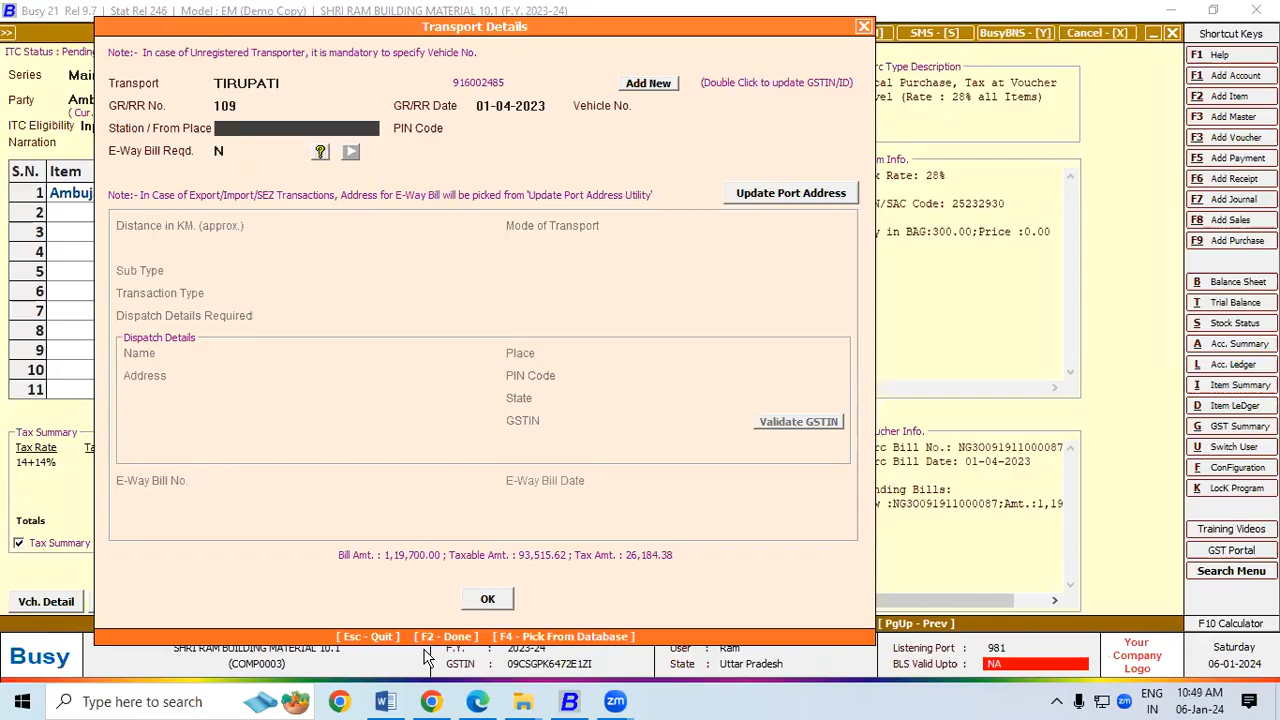 Busy 21 Rel 9.7 | Stat Rel 246 | Model : EM (Demo Copy) | SHRI RAM BUILDING MATERIAL 10.1 (F.Y. 2023-24)
>> Transport Details SMS - [S] BusyBNS - [Y] Cancel - [X]
Shortcut Keys
ITC Status : Pending
Series Main
Party
ITC Eligibility
Narration
Note:- In case of Unregistered Transporter, it is mandatory to specify Vehicle No.
Transport TIRUPATI 916002485 Add New (Double Click to update GSTIN/ID)
GR/RR No. 109 GR/RR Date 01-04-2023 Vehicle No.
Station / From Place PIN Code
E-Way Bill Reqd. N ?
Note:- In Case of Export/Import/SEZ Transactions, Address for E-Way Bill will be picked from 'Update Port Address Utility' Update Port Address
Distance in KM. (approx.) Mode of Transport
Sub Type
Transaction Type
Dispatch Details Required
Dispatch Details
Name Place
Address PIN Code
State
GSTIN Validate GSTIN
E-Way Bill No. E-Way Bill Date
Bill Amt. : 1,19,700.00 ; Taxable Amt. : 93,515.62 ; Tax Amt. : 26,184.38
OK
[ Esc - Quit ] [ F2 - Done ] [ F4 - Pick From Database ]
S.N. Item
1 Ambuj
2
3
4
5
6
7
8
9
10
11
Tax Summary
Tax Rate
14+14%
Totals
Tax Summary
Vch. Detail
rc Type Description
cal Purchase, Tax at Voucher
vel (Rate : 28% all Items)
m Info.
x Rate: 28%
N/SAC Code: 25232930
y in BAG:300.00;Price :0.00
ucher Info.
rc Bill No.: NG3O091911000087
rc Bill Date: 01-04-2023
nding Bills:
w :NG3O091911000087;Amt.:1,19
[ PgUp - Prev ]
F1 Help
F1 Add Account
F2 Add Item
F3 Add Master
F3 Add Voucher
F5 Add Payment
F6 Add Receipt
F7 Add Journal
F8 Add Sales
F9 Add Purchase
B Balance Sheet
T Trial Balance
S Stock Status
A Acc. Summary
L Acc. Ledger
I Item Summary
D Item LeDger
G GST Summary
U Switch User
F ConFiguration
K LocK Program
Training Videos
GST Portal
Search Menu
F10 Calculator
Busy
SHRI RAM BUILDING MATERIAL 10.1
(COMP0003)
F.Y. : 2023-24
GSTIN : 09CSGPK6472E1ZI
User : Ram
State : Uttar Pradesh
Listening Port : 981
BLS Valid Upto : NA
Your
Company
Logo
Saturday
06-01-2024
Type here to search
W
B
zm
ENG
IN
10:49 AM
06-Jan-24